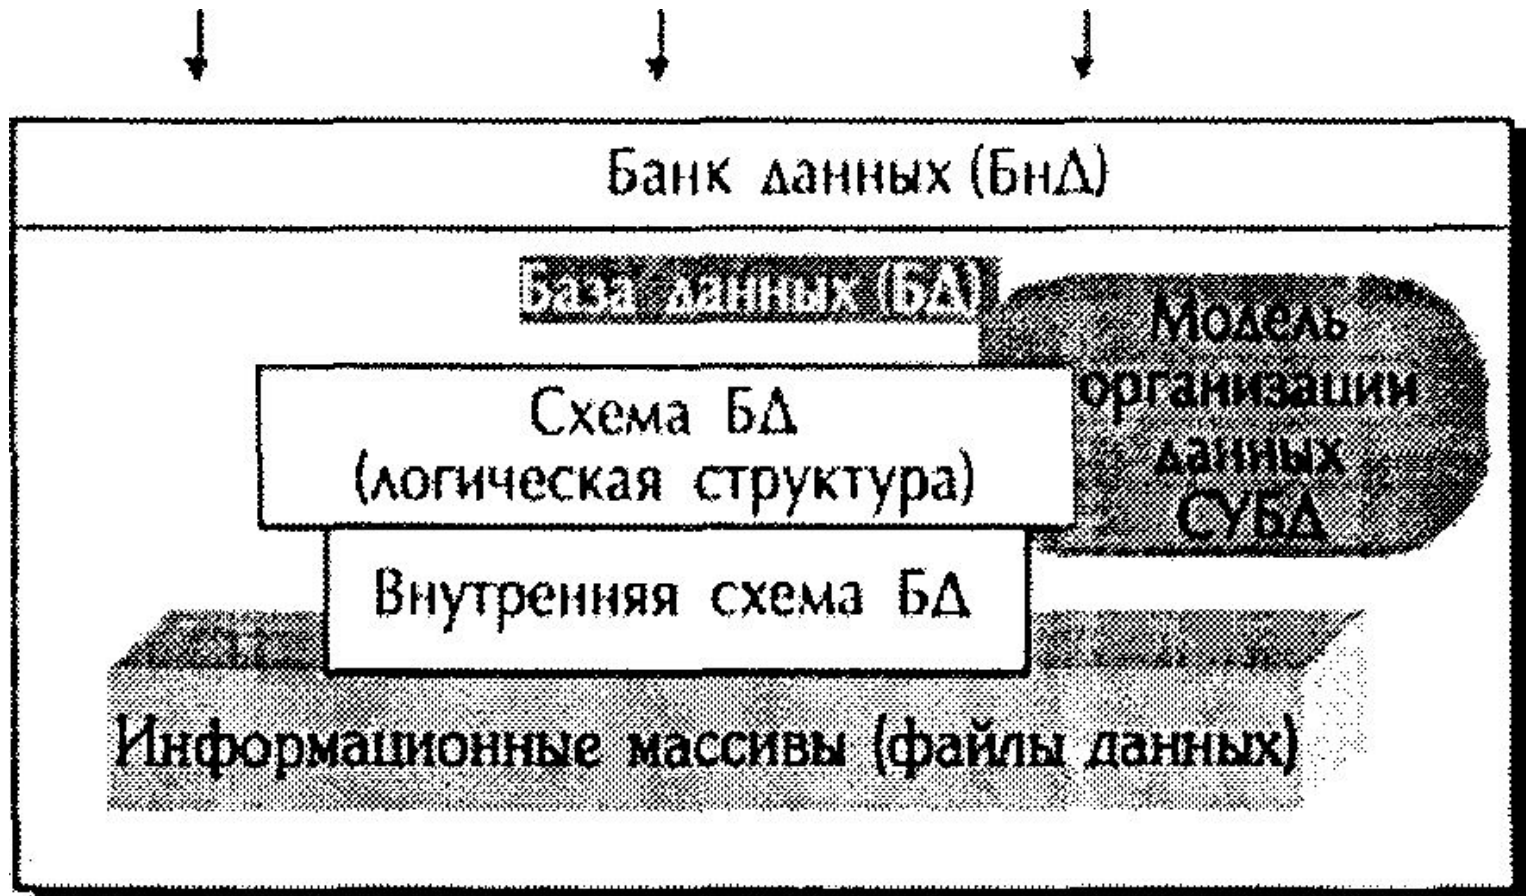 Банк данных (БнД)
База данных (БД)
Модель
организации
данных
СУБД
Схема БД
(логическая структура)
Внутренняя схема БД
Информационные массивы (файлы данных)